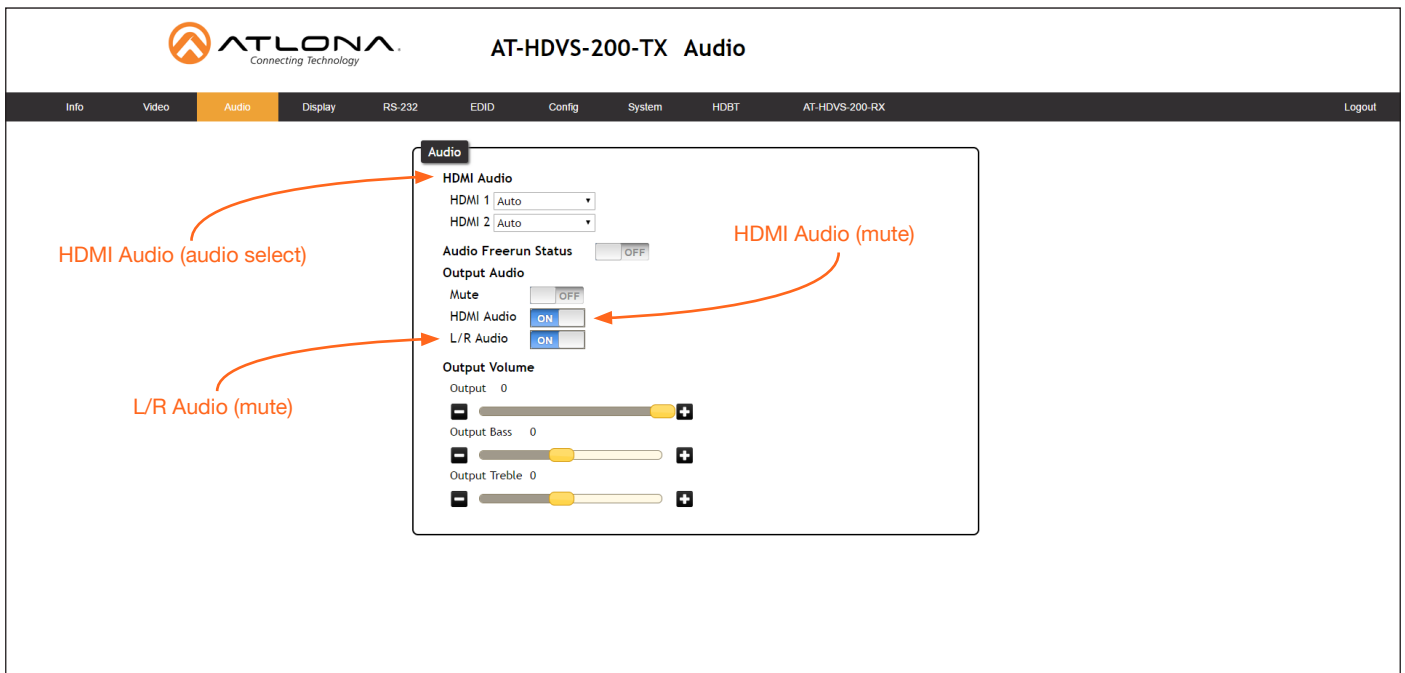 ATLONA.
Connecting Technology
AT-HDVS-200-TX Audio
Info Video Audio Display RS-232 EDID Config System HDBT AT-HDVS-200-RX Logout
Audio
HDMI Audio
HDMI 1 Auto
HDMI 2 Auto
HDMI Audio (audio select)
HDMI Audio (mute)
Audio Freerun Status OFF
Output Audio
Mute OFF
HDMI Audio ON
L/R Audio ON
L/R Audio (mute)
Output Volume
Output 0
Output Bass 0
Output Treble 0